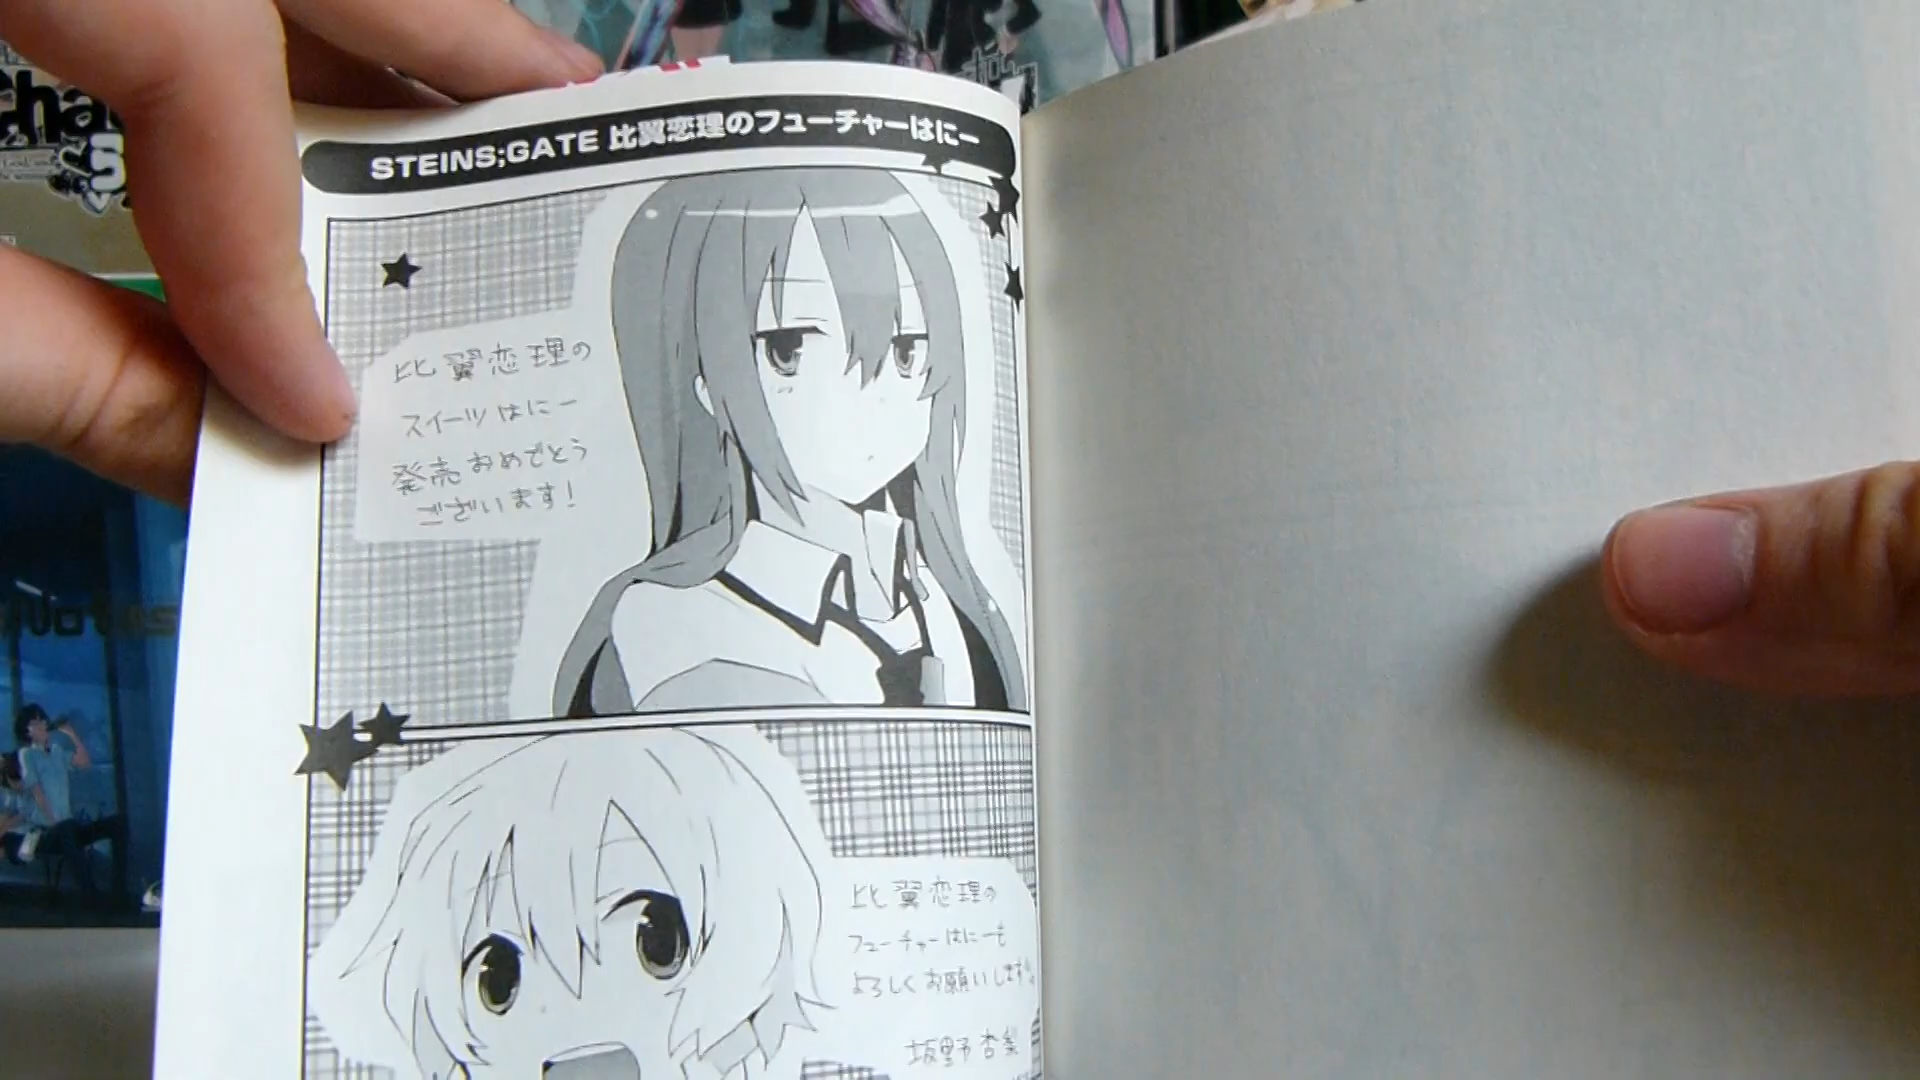 STEINS;GATE 比翼恋理のフューチャーはにー
比翼恋理の
スイーツはにー
発売おめでとう
ございます！
比翼恋理の
フューチャーはにーも
よろしくお願いします。
坂野杏梨